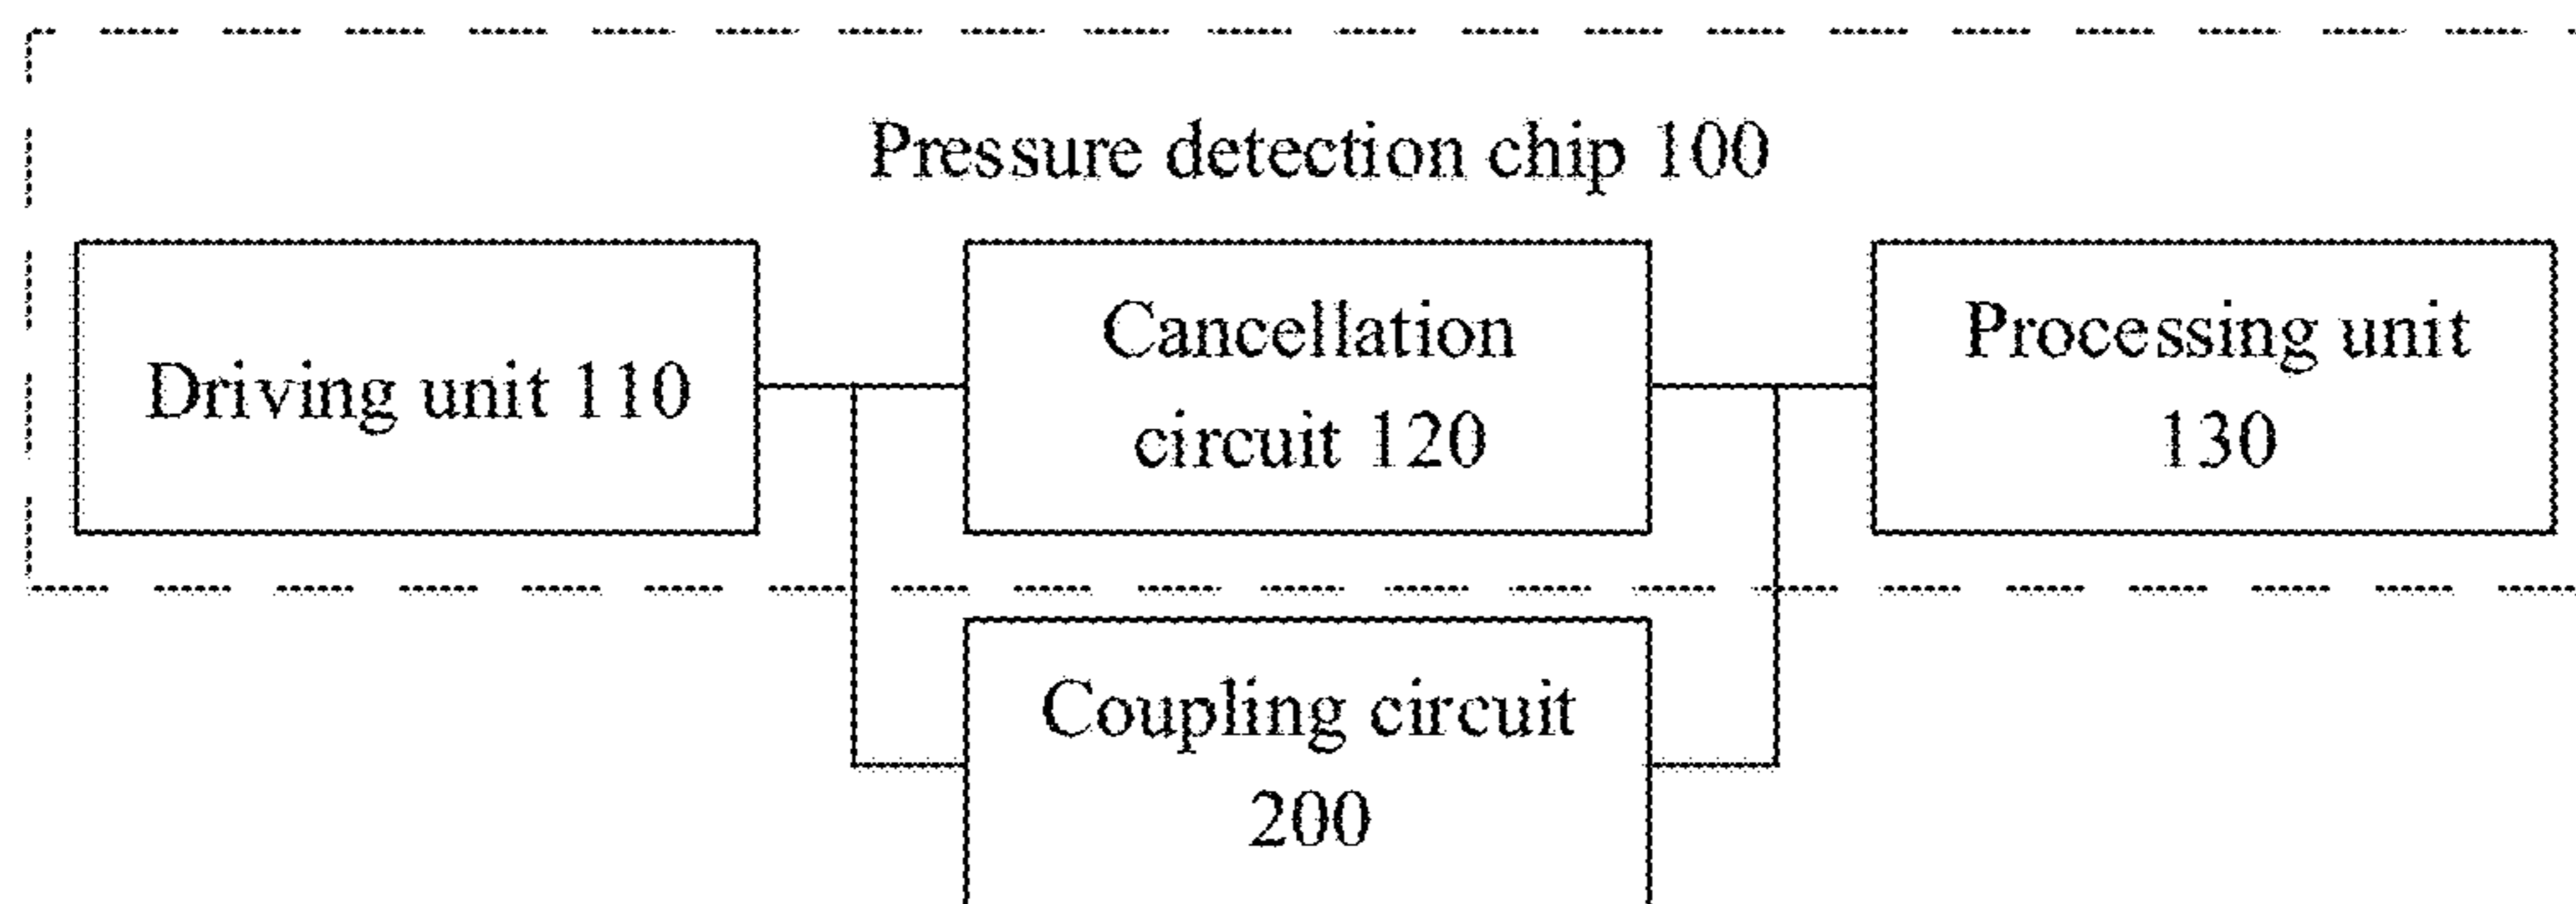 Pressure detection chip 100
Driving unit 110
Cancellation
circuit 120
Processing unit
130
Coupling circuit
200